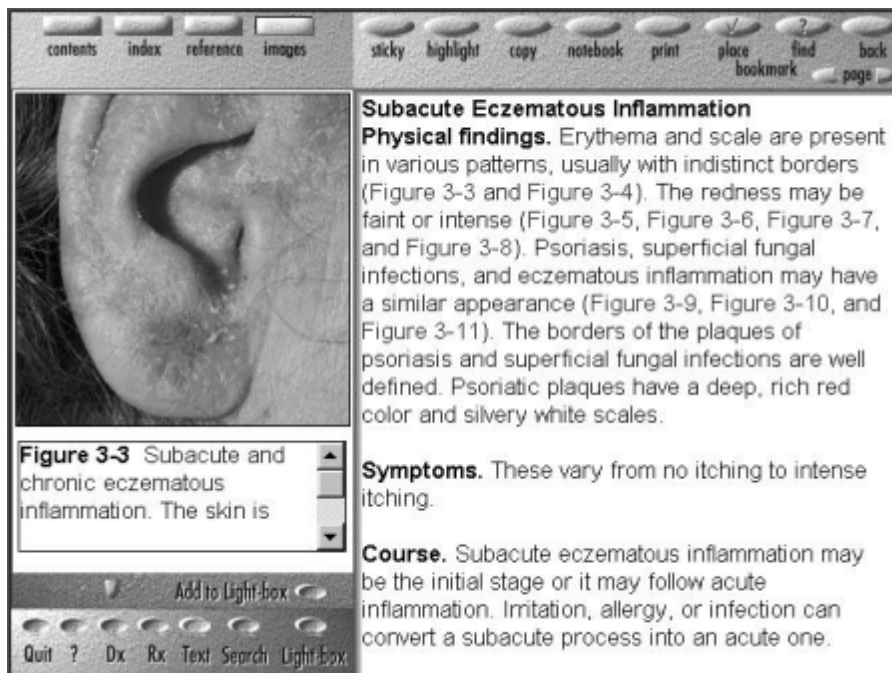 contents index reference images
sticky highlight copy notebook print place bookmark find back
page
Subacute Eczematous Inflammation
Physical findings. Erythema and scale are present
in various patterns, usually with indistinct borders
(Figure 3-3 and Figure 3-4). The redness may be
faint or intense (Figure 3-5, Figure 3-6, Figure 3-7,
and Figure 3-8). Psoriasis, superficial fungal
infections, and eczematous inflammation may have
a similar appearance (Figure 3-9, Figure 3-10, and
Figure 3-11). The borders of the plaques of
psoriasis and superficial fungal infections are well
defined. Psoriatic plaques have a deep, rich red
color and silvery white scales.
Symptoms. These vary from no itching to intense
itching.
Course. Subacute eczematous inflammation may
be the initial stage or it may follow acute
inflammation. Irritation, allergy, or infection can
convert a subacute process into an acute one.
Figure 3-3 Subacute and
chronic eczematous
inflammation. The skin is
Add to Light-box
Quit ? Dx Rx Text Search Light-box